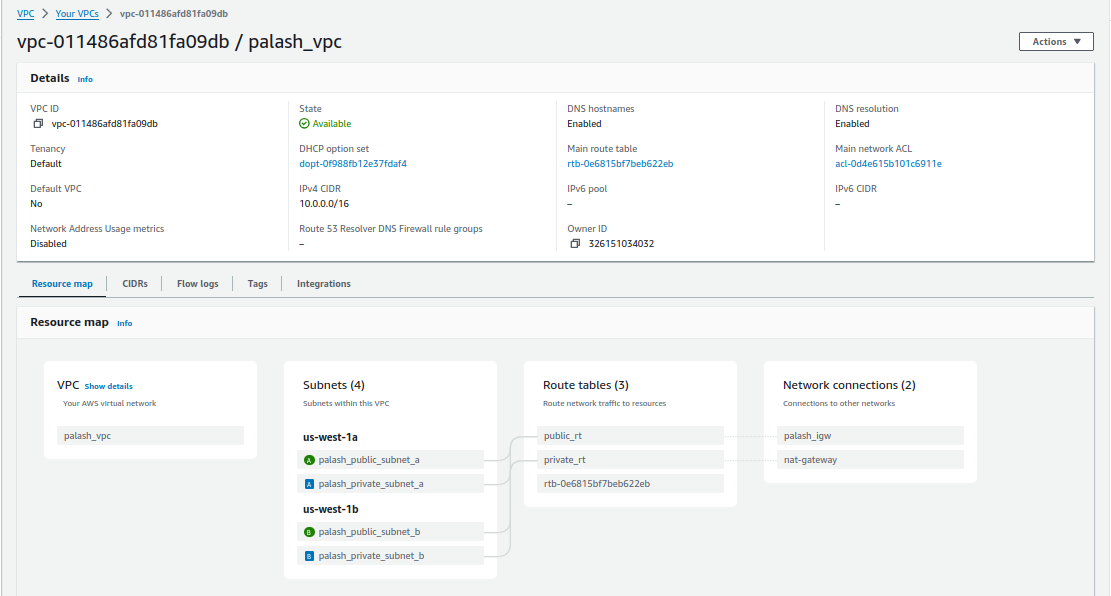 VPC > Your VPCs > vpc-011486afd81fa09db
vpc-011486afd81fa09db / palash_vpc
Actions ▼
Details Info
VPC ID
vpc-011486afd81fa09db
State
Available
DNS hostnames
Enabled
DNS resolution
Enabled
Tenancy
Default
DHCP option set
dopt-0f988fb12e37fdaf4
Main route table
rtb-0e6815bf7beb622eb
Main network ACL
acl-0d4e615b101c6911e
Default VPC
No
IPv4 CIDR
10.0.0.0/16
IPv6 pool
–
IPv6 CIDR
–
Network Address Usage metrics
Disabled
Route 53 Resolver DNS Firewall rule groups
–
Owner ID
326151034032
Resource map
CIDRs
Flow logs
Tags
Integrations
Resource map Info
VPC Show details
Your AWS virtual network
palash_vpc
Subnets (4)
Subnets within this VPC
us-west-1a
A palash_public_subnet_a
A palash_private_subnet_a
us-west-1b
B palash_public_subnet_b
B palash_private_subnet_b
Route tables (3)
Route network traffic to resources
public_rt
private_rt
rtb-0e6815bf7beb622eb
Network connections (2)
Connections to other networks
palash_igw
nat-gateway